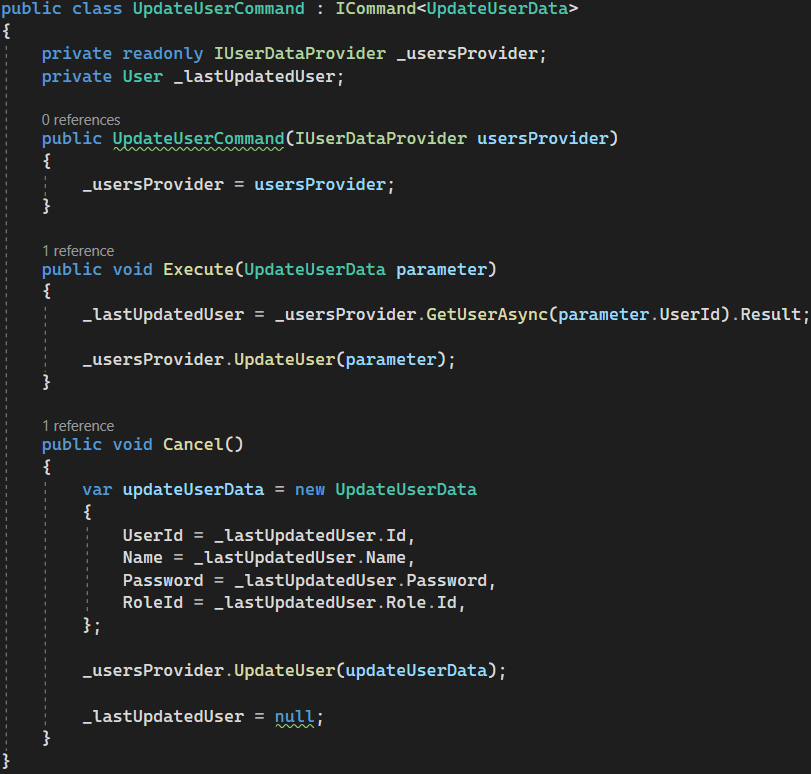 public class UpdateUserCommand : ICommand<UpdateUserData>
{
    private readonly IUserDataProvider _usersProvider;
    private User _lastUpdatedUser;

    0 references
    public UpdateUserCommand(IUserDataProvider usersProvider)
    {
        _usersProvider = usersProvider;
    }

    1 reference
    public void Execute(UpdateUserData parameter)
    {
        _lastUpdatedUser = _usersProvider.GetUserAsync(parameter.UserId).Result;

        _usersProvider.UpdateUser(parameter);
    }

    1 reference
    public void Cancel()
    {
        var updateUserData = new UpdateUserData
        {
            UserId = _lastUpdatedUser.Id,
            Name = _lastUpdatedUser.Name,
            Password = _lastUpdatedUser.Password,
            RoleId = _lastUpdatedUser.Role.Id,
        };

        _usersProvider.UpdateUser(updateUserData);

        _lastUpdatedUser = null;
    }
}